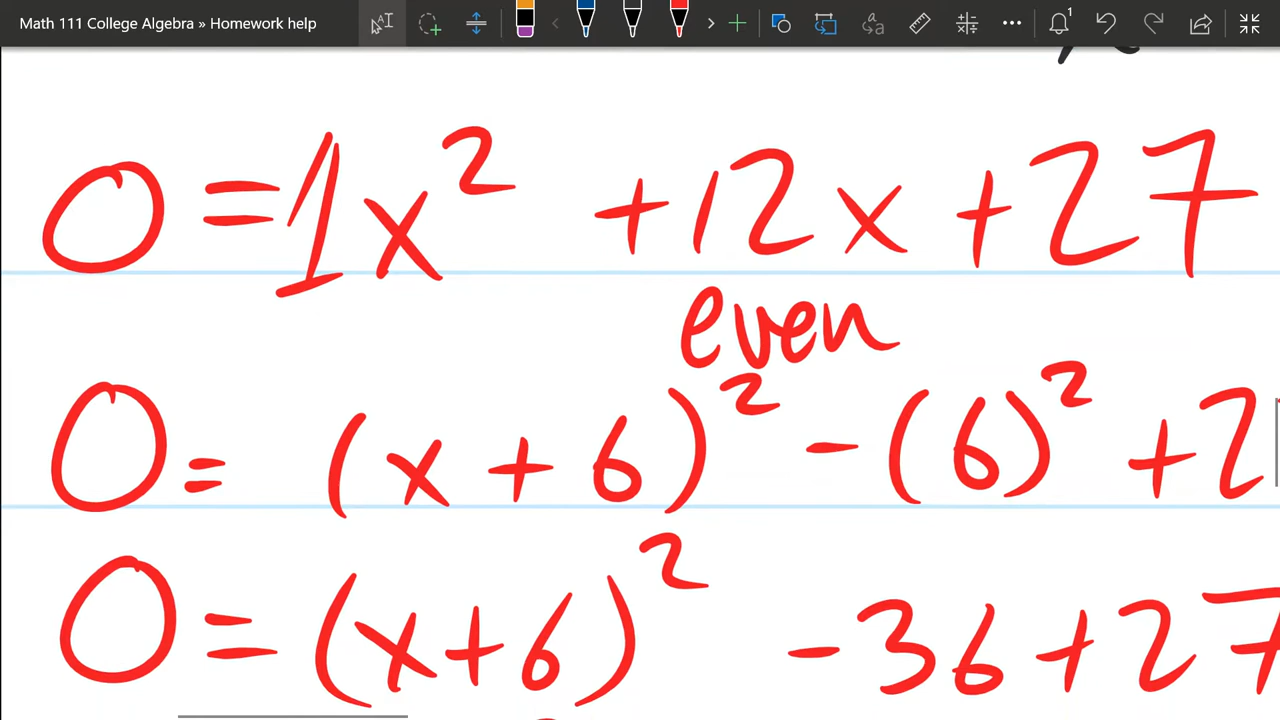 Math 111 College Algebra » Homework help
1
0 = 1x² + 12x + 27
even
0 = (x + 6)² - (6)² + 2
0 = (x+6)² - 36 + 27